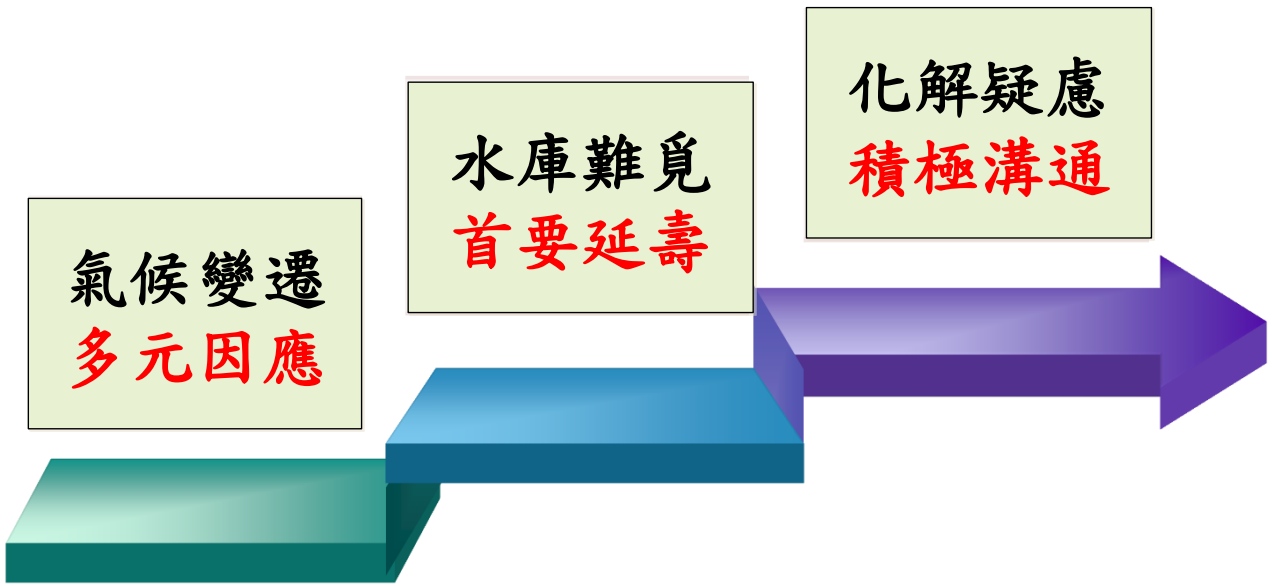 氣候變遷
多元因應
水庫難覓
首要延壽
化解疑慮
積極溝通